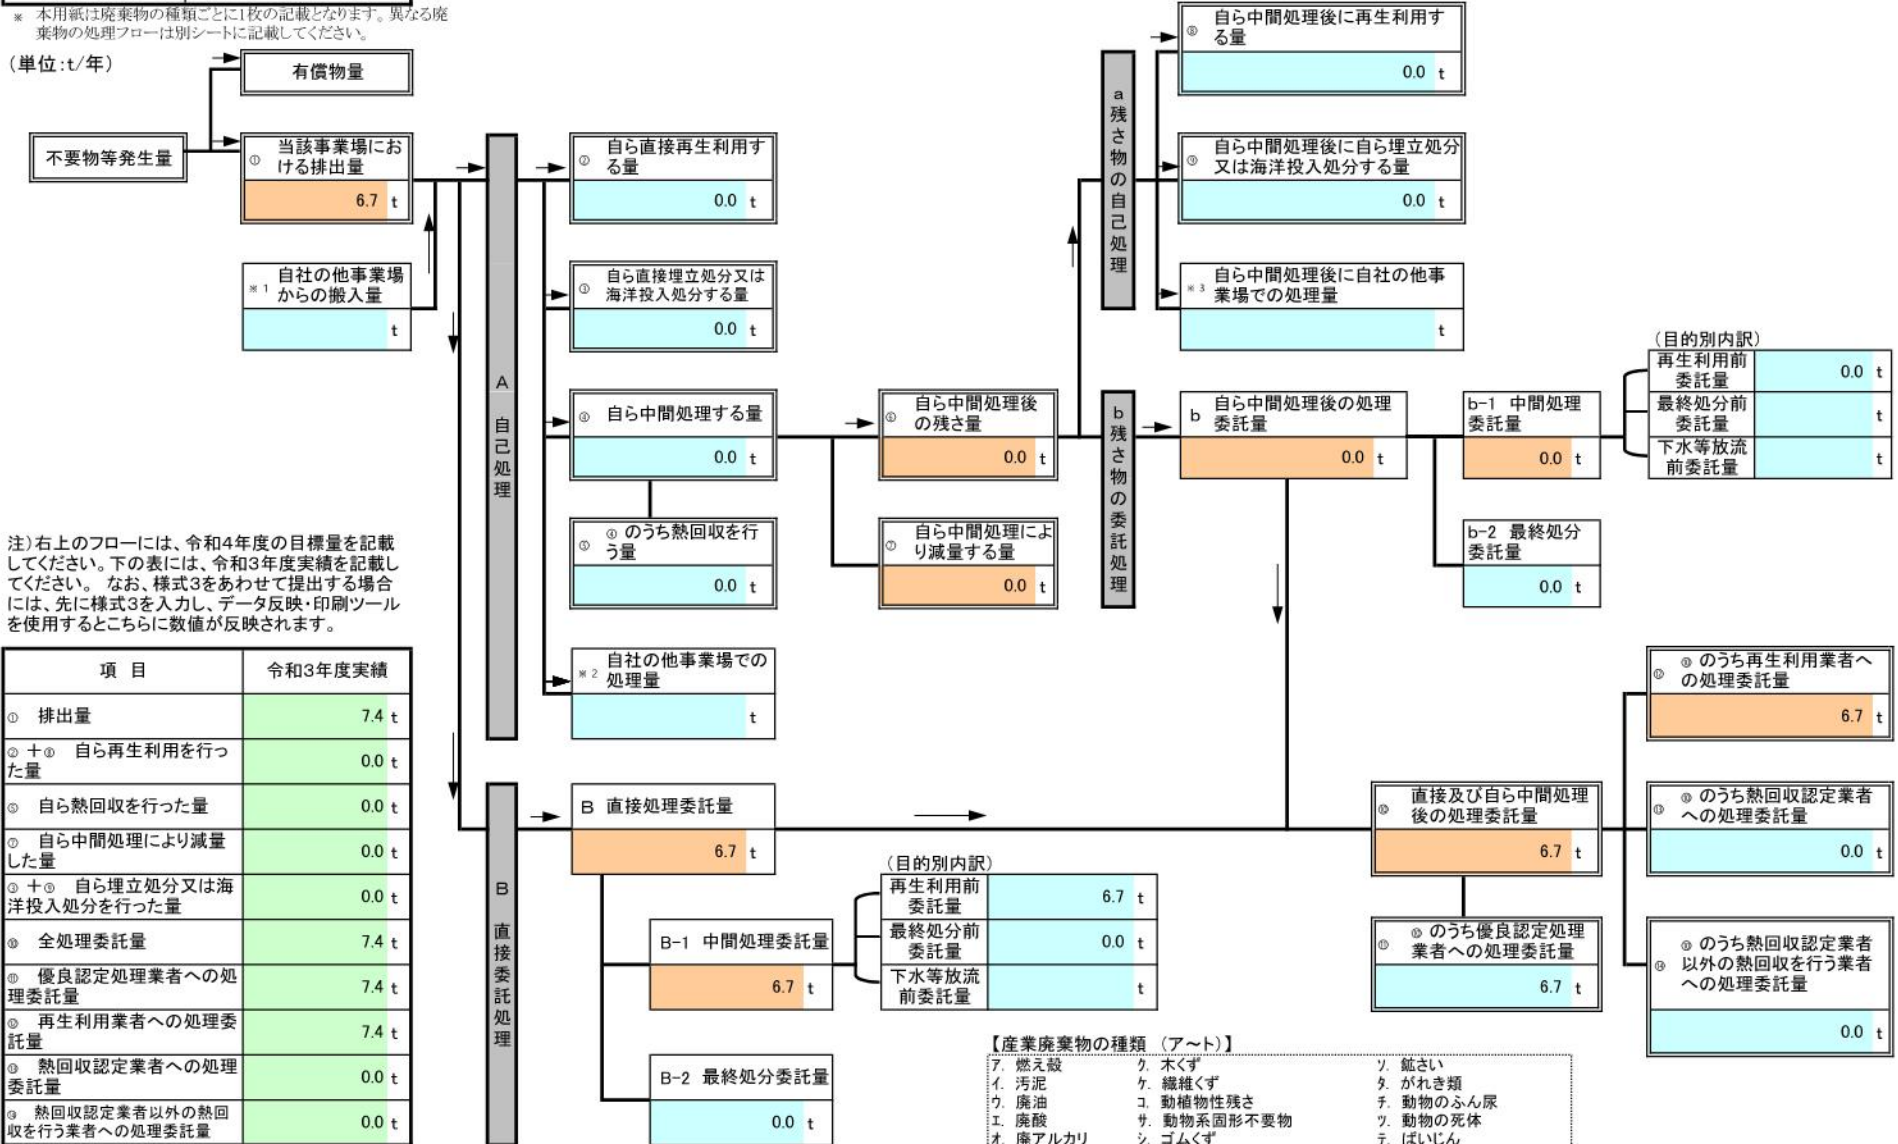 ※ 本用紙は廃棄物の種類ごとに1枚の記載となります。異なる廃
棄物の処理フローは別シートに記載してください。
(単位:t/年)
有償物量
不要物等発生量
① 当該事業場にお
ける排出量
6.7 t
※1 自社の他事業場
からの搬入量
t
A 自己処理
② 自ら直接再生利用す
る量
0.0 t
③ 自ら直接埋立処分又は
海洋投入処分する量
0.0 t
④ 自ら中間処理する量
0.0 t
⑤ ④のうち熱回収を行
う量
0.0 t
※2 自社の他事業場での
処理量
t
⑥ 自ら中間処理後
の残さ量
0.0 t
⑦ 自ら中間処理によ
り減量する量
0.0 t
a 残さ物の自己処理
⑧ 自ら中間処理後に再生利用す
る量
0.0 t
⑨ 自ら中間処理後に自ら埋立処分
又は海洋投入処分する量
0.0 t
※3 自ら中間処理後に自社の他事
業場での処理量
t
b 残さ物の委託処理
b 自ら中間処理後の処理
委託量
0.0 t
b-1 中間処理
委託量
0.0 t
b-2 最終処分
委託量
0.0 t
(目的別内訳)
再生利用前
委託量
0.0 t
最終処分前
委託量
t
下水等放流
前委託量
t
注)右上のフローには、令和4年度の目標量を記載
してください。下の表には、令和3年度実績を記載し
てください。 なお、様式3をあわせて提出する場合
には、先に様式3を入力し、データ反映・印刷ツール
を使用するとこちらに数値が反映されます。
項 目 令和3年度実績
① 排出量 7.4 t
②+⑧ 自ら再生利用を行っ
た量
0.0 t
⑤ 自ら熱回収を行った量 0.0 t
⑦ 自ら中間処理により減量
した量
0.0 t
③+⑨ 自ら埋立処分又は海
洋投入処分を行った量
0.0 t
⑩ 全処理委託量 7.4 t
⑪ 優良認定処理業者への処
理委託量
7.4 t
⑫ 再生利用業者への処理委
託量
7.4 t
⑬ 熱回収認定業者への処理
委託量
0.0 t
⑭ 熱回収認定業者以外の熱回
収を行う業者への処理委託量
0.0 t
B 直接委託処理
B 直接処理委託量
6.7 t
B-1 中間処理委託量
6.7 t
B-2 最終処分委託量
0.0 t
(目的別内訳)
再生利用前
委託量
6.7 t
最終処分前
委託量
0.0 t
下水等放流
前委託量
t
⑩ 直接及び自ら中間処理
後の処理委託量
6.7 t
⑪ ⑩のうち優良認定処理
業者への処理委託量
6.7 t
⑫ ⑩のうち再生利用業者へ
の処理委託量
6.7 t
⑬ ⑩のうち熱回収認定業者
への処理委託量
0.0 t
⑭ ⑩のうち熱回収認定業者
以外の熱回収を行う業者
への処理委託量
0.0 t
【産業廃棄物の種類 (ア~ト)】
ア. 燃え殻 ク. 木くず ソ. 鉱さい
イ. 汚泥 ケ. 繊維くず タ. がれき類
ウ. 廃油 コ. 動植物性残さ チ. 動物のふん尿
エ. 廃酸 サ. 動物系固形不要物 ツ. 動物の死体
オ. 廃アルカリ シ. ゴムくず テ. ばいじん